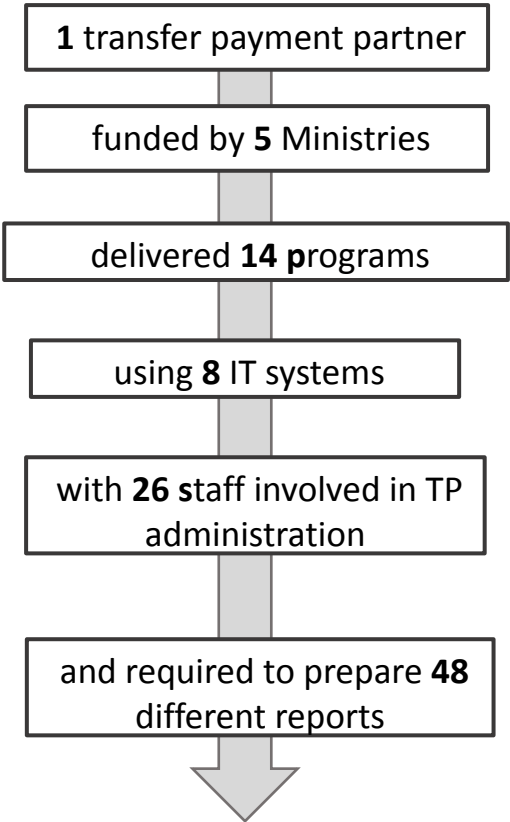 1 transfer payment partner
funded by 5 Ministries
delivered 14 programs
using 8 IT systems
with 26 staff involved in TP
administration
and required to prepare 48
different reports